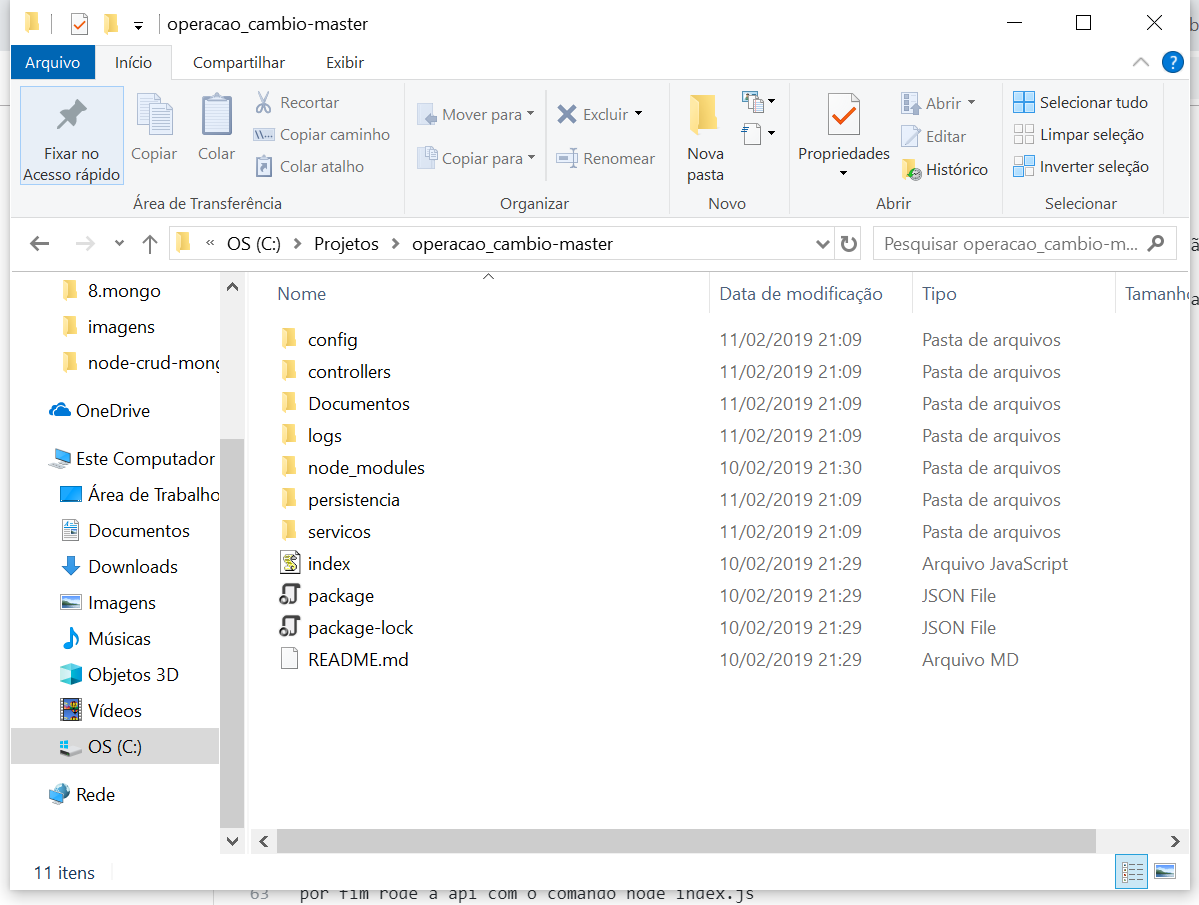 operacao_cambio-master
Arquivo Início Compartilhar Exibir
Fixar no
Acesso rápido
Copiar
Colar
Recortar
Copiar caminho
Colar atalho
Área de Transferência
Mover para
Copiar para
Excluir
Renomear
Organizar
Nova
pasta
Novo
Propriedades
Abrir
Editar
Histórico
Abrir
Selecionar tudo
Limpar seleção
Inverter seleção
Selecionar
« OS (C:) > Projetos > operacao_cambio-master
Pesquisar operacao_cambio-m...
8.mongo
imagens
node-crud-mong
OneDrive
Este Computador
Área de Trabalho
Documentos
Downloads
Imagens
Músicas
Objetos 3D
Vídeos
OS (C:)
Rede
Nome Data de modificação Tipo Tamanho
config 11/02/2019 21:09 Pasta de arquivos
controllers 11/02/2019 21:09 Pasta de arquivos
Documentos 11/02/2019 21:09 Pasta de arquivos
logs 11/02/2019 21:09 Pasta de arquivos
node_modules 10/02/2019 21:30 Pasta de arquivos
persistencia 11/02/2019 21:09 Pasta de arquivos
servicos 11/02/2019 21:09 Pasta de arquivos
index 10/02/2019 21:29 Arquivo JavaScript
package 10/02/2019 21:29 JSON File
package-lock 10/02/2019 21:29 JSON File
README.md 10/02/2019 21:29 Arquivo MD
11 itens
63 por fim rode a api com o comando node index.js